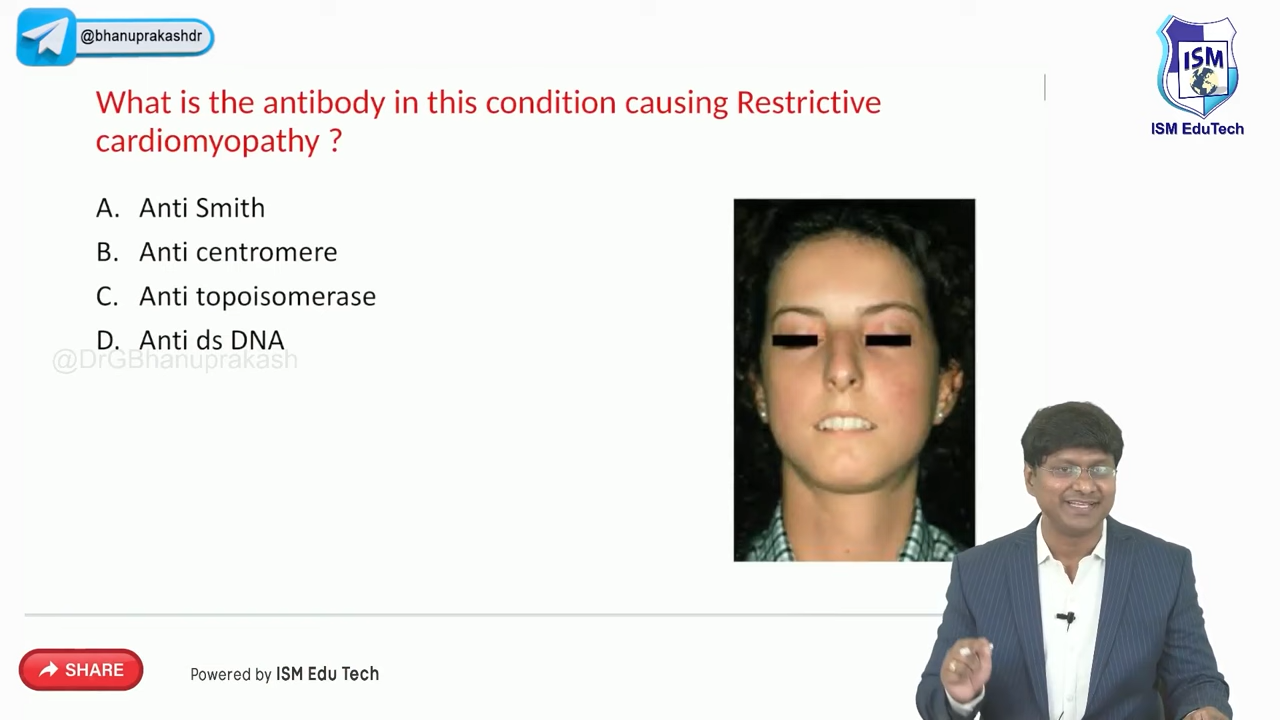 @bhanuprakashdr
ISM
ISM EduTech
What is the antibody in this condition causing Restrictive
cardiomyopathy ?
A. Anti Smith
B. Anti centromere
C. Anti topoisomerase
D. Anti ds DNA
@DrGBhanuprakash
SHARE
Powered by ISM Edu Tech